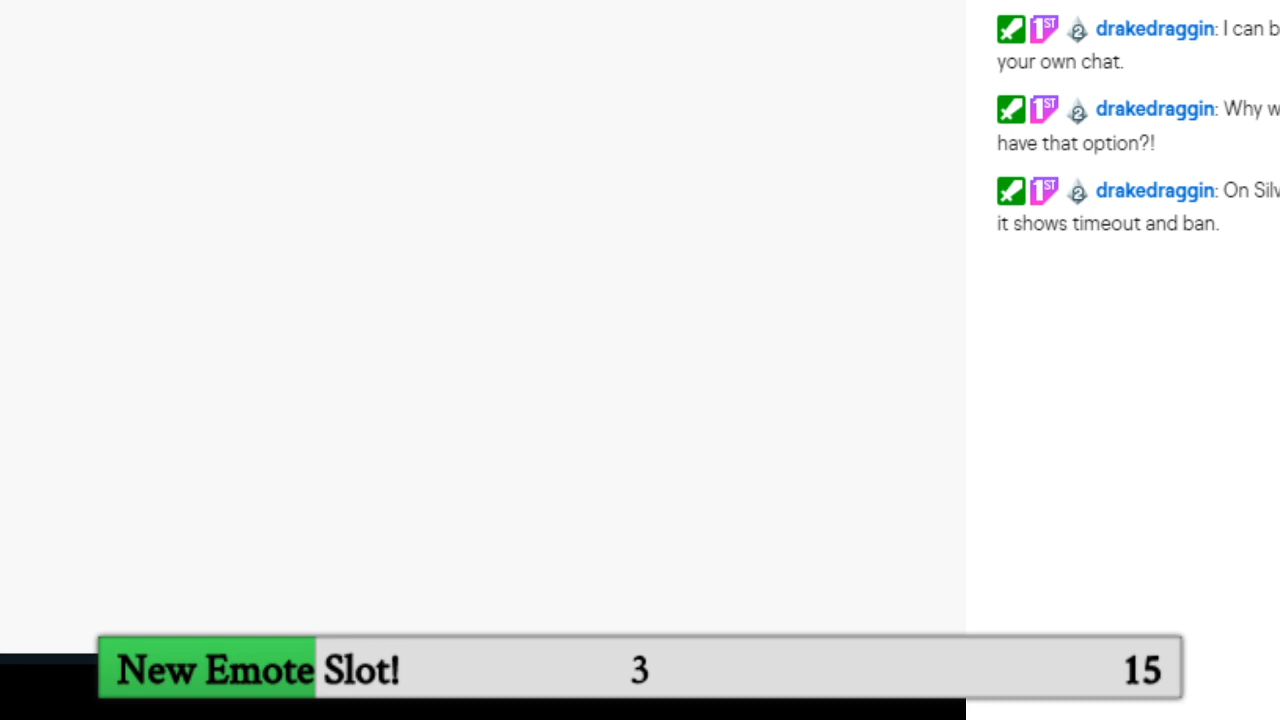 drakedraggin: I can b
your own chat.
drakedraggin: Why w
have that option?!
drakedraggin: On Silv
it shows timeout and ban.
New Emote Slot! 3 15